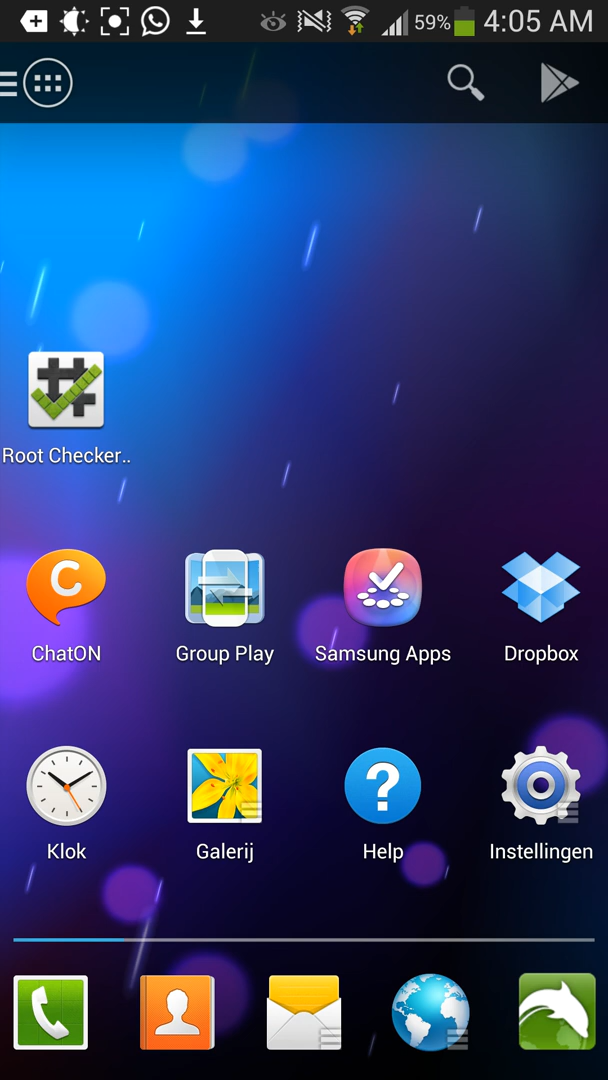 59% 4:05 AM
Root Checker..
ChatON
Group Play
Samsung Apps
Dropbox
Klok
Galerij
Help
Instellingen